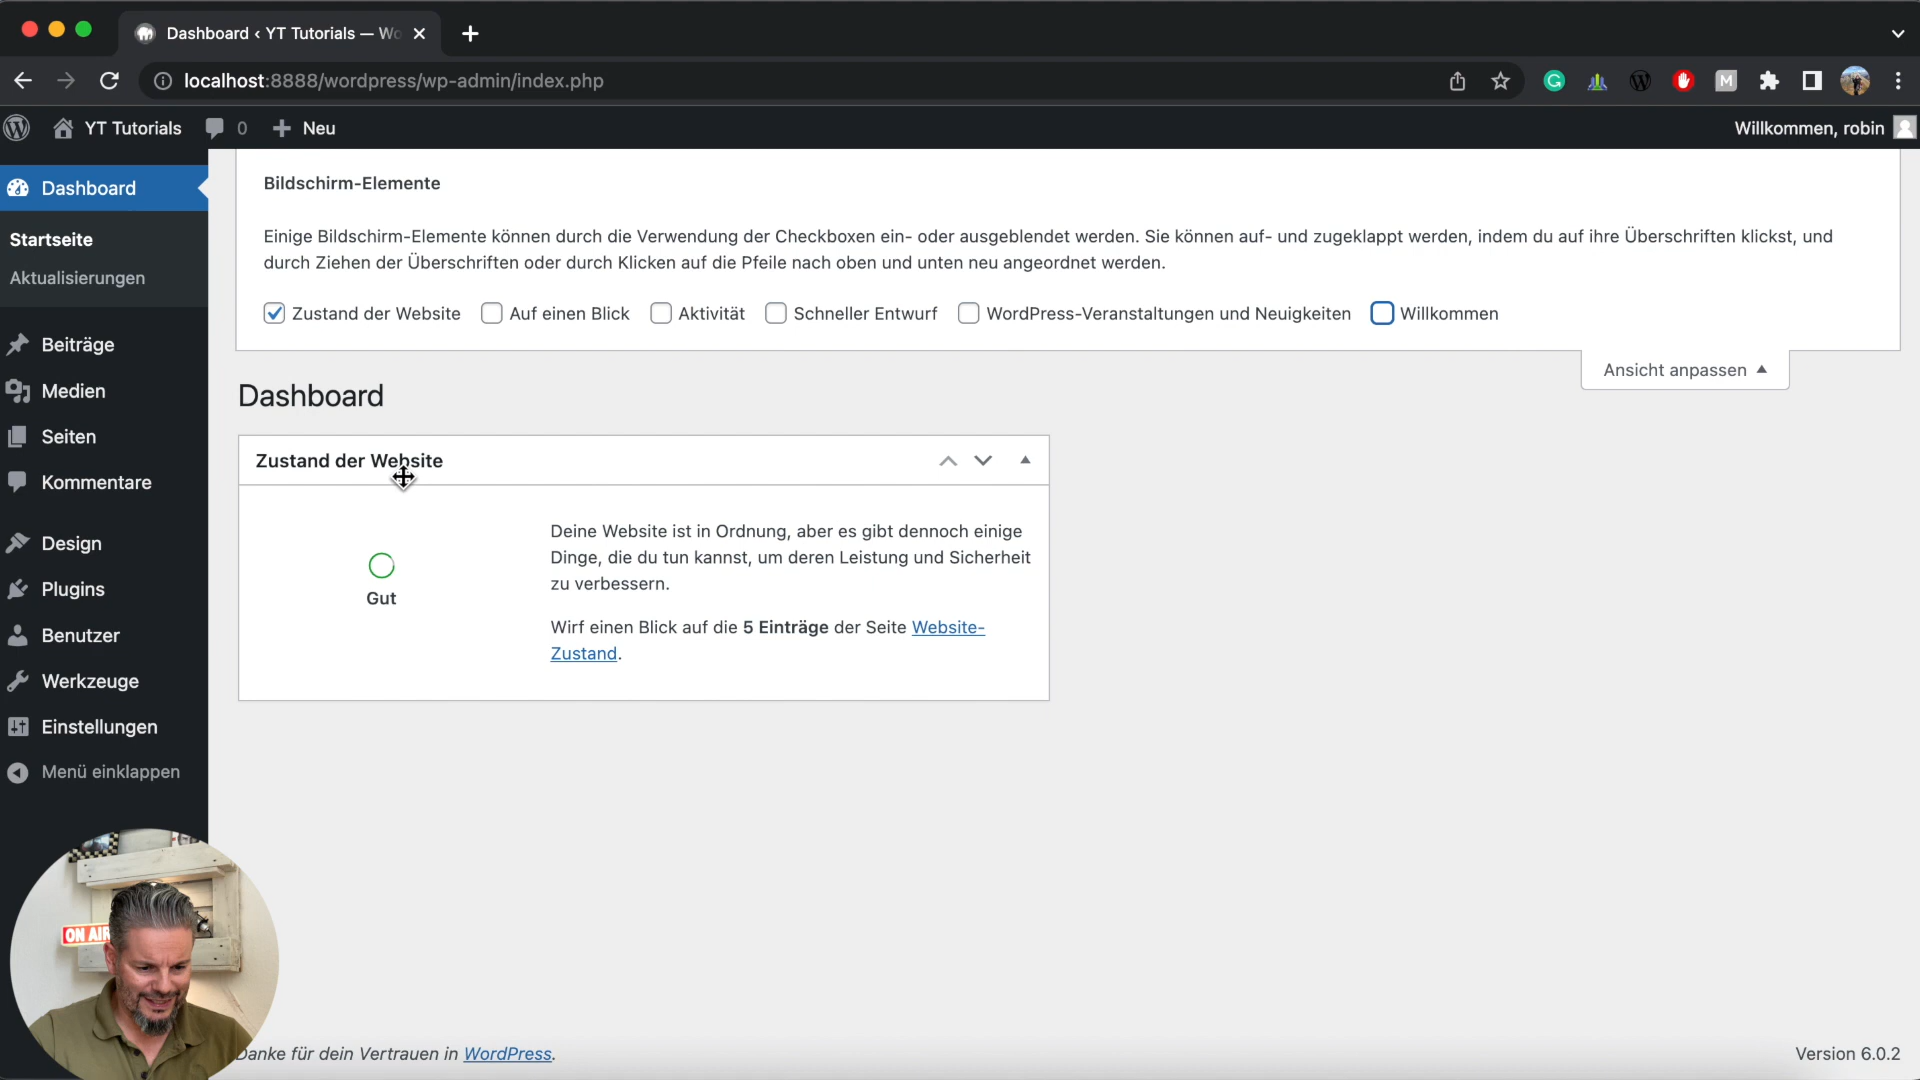 Dashboard ‹ YT Tutorials — Wo
localhost:8888/wordpress/wp-admin/index.php
M
YT Tutorials
0
Neu
Willkommen, robin
Dashboard
Startseite
Aktualisierungen
Beiträge
Medien
Seiten
Kommentare
Design
Plugins
Benutzer
Werkzeuge
Einstellungen
Menü einklappen
Bildschirm-Elemente
Einige Bildschirm-Elemente können durch die Verwendung der Checkboxen ein- oder ausgeblendet werden. Sie können auf- und zugeklappt werden, indem du auf ihre Überschriften klickst, und
durch Ziehen der Überschriften oder durch Klicken auf die Pfeile nach oben und unten neu angeordnet werden.
Zustand der Website Auf einen Blick Aktivität Schneller Entwurf WordPress-Veranstaltungen und Neuigkeiten Willkommen
Ansicht anpassen
Dashboard
Zustand der Website
Gut
Deine Website ist in Ordnung, aber es gibt dennoch einige
Dinge, die du tun kannst, um deren Leistung und Sicherheit
zu verbessern.
Wirf einen Blick auf die 5 Einträge der Seite Website-
Zustand.
ON AIR
Danke für dein Vertrauen in WordPress.
Version 6.0.2